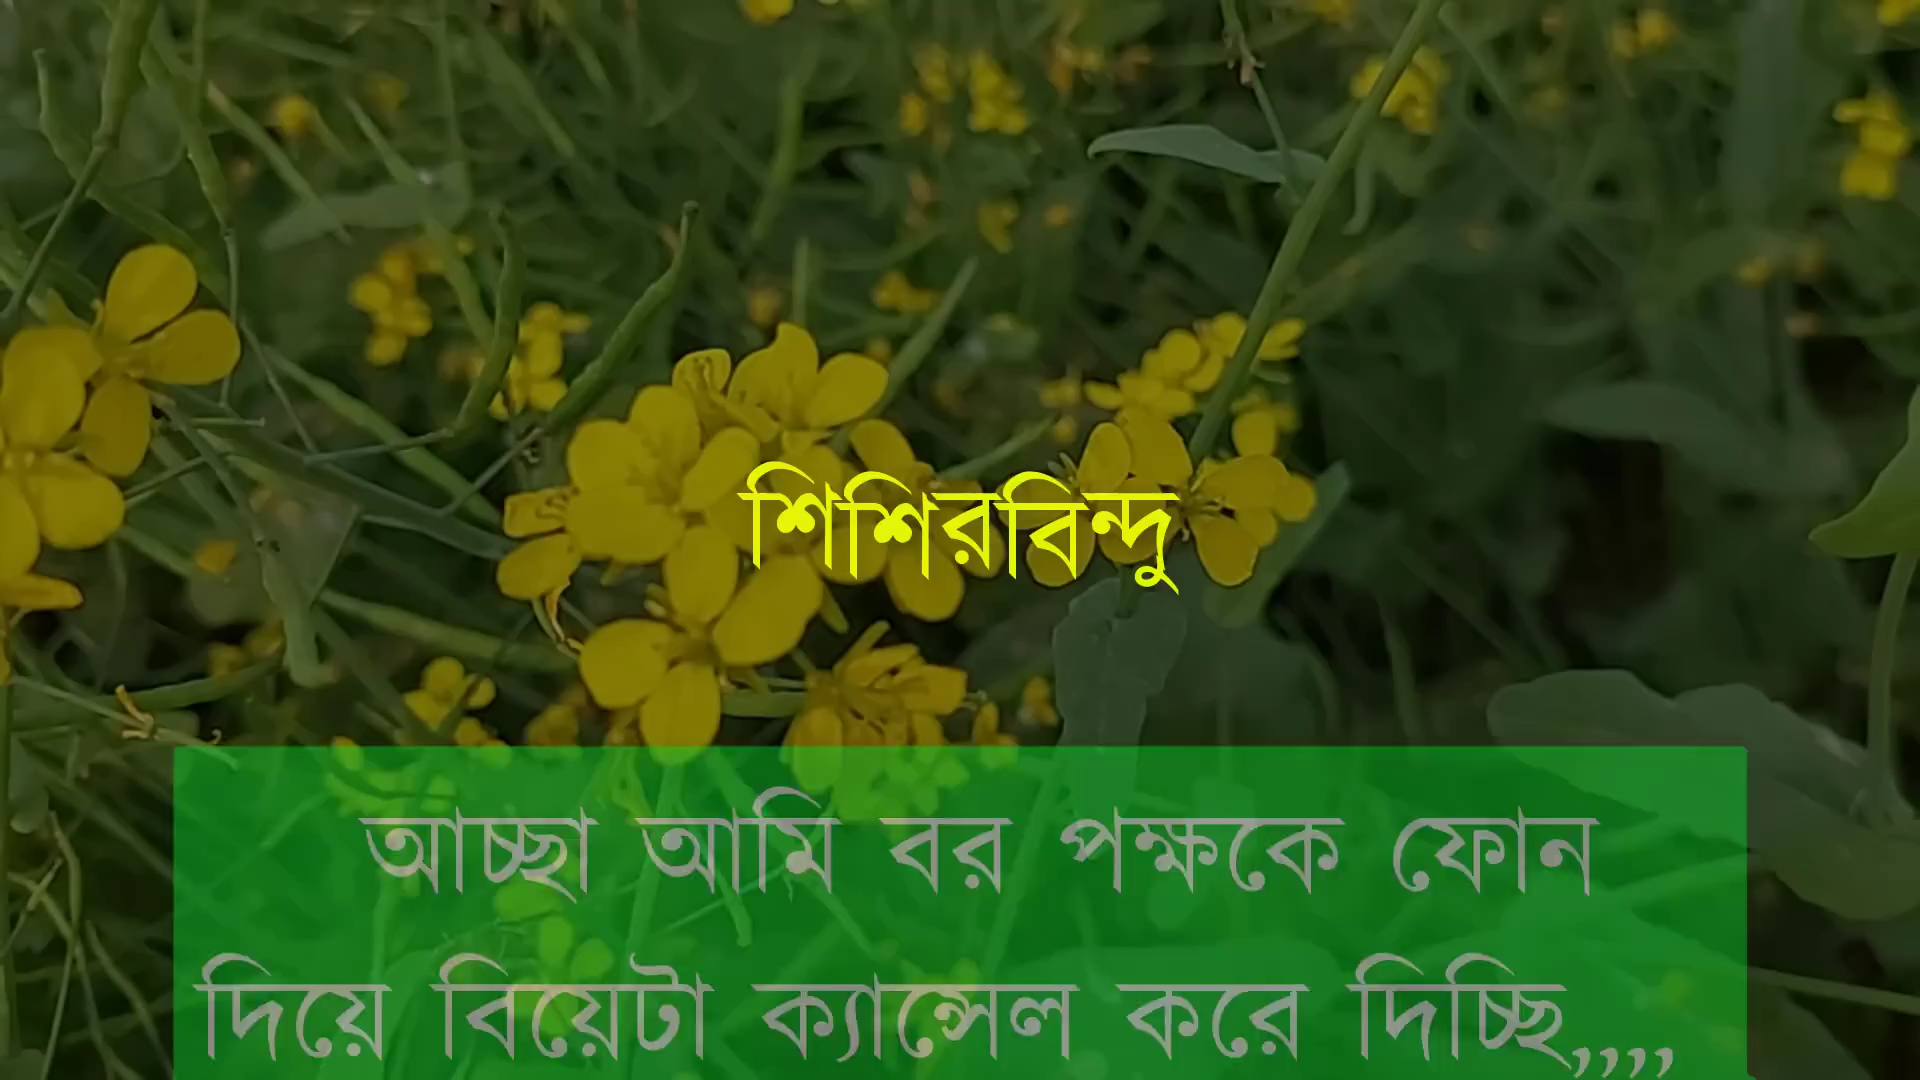 শিশিরবিন্দু
আচ্ছা আমি বর পক্ষকে ফোন
দিয়ে বিয়েটা ক্যান্সেল করে দিচ্ছি,,,,